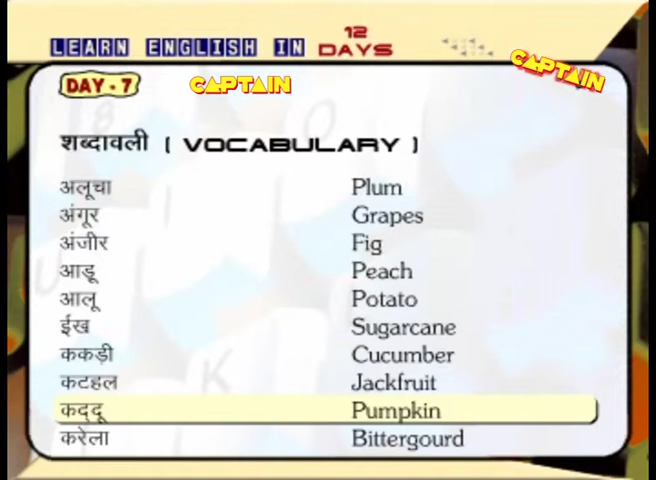 LEARN ENGLISH IN 12 DAYS
CAPTAIN
DAY - 7
CAPTAIN
शब्दावली ( VOCABULARY )
अलूचा Plum
अंगूर Grapes
अंजीर Fig
आड़ू Peach
आलू Potato
ईख Sugarcane
ककड़ी Cucumber
कटहल Jackfruit
कद्दू Pumpkin
करेला Bittergourd